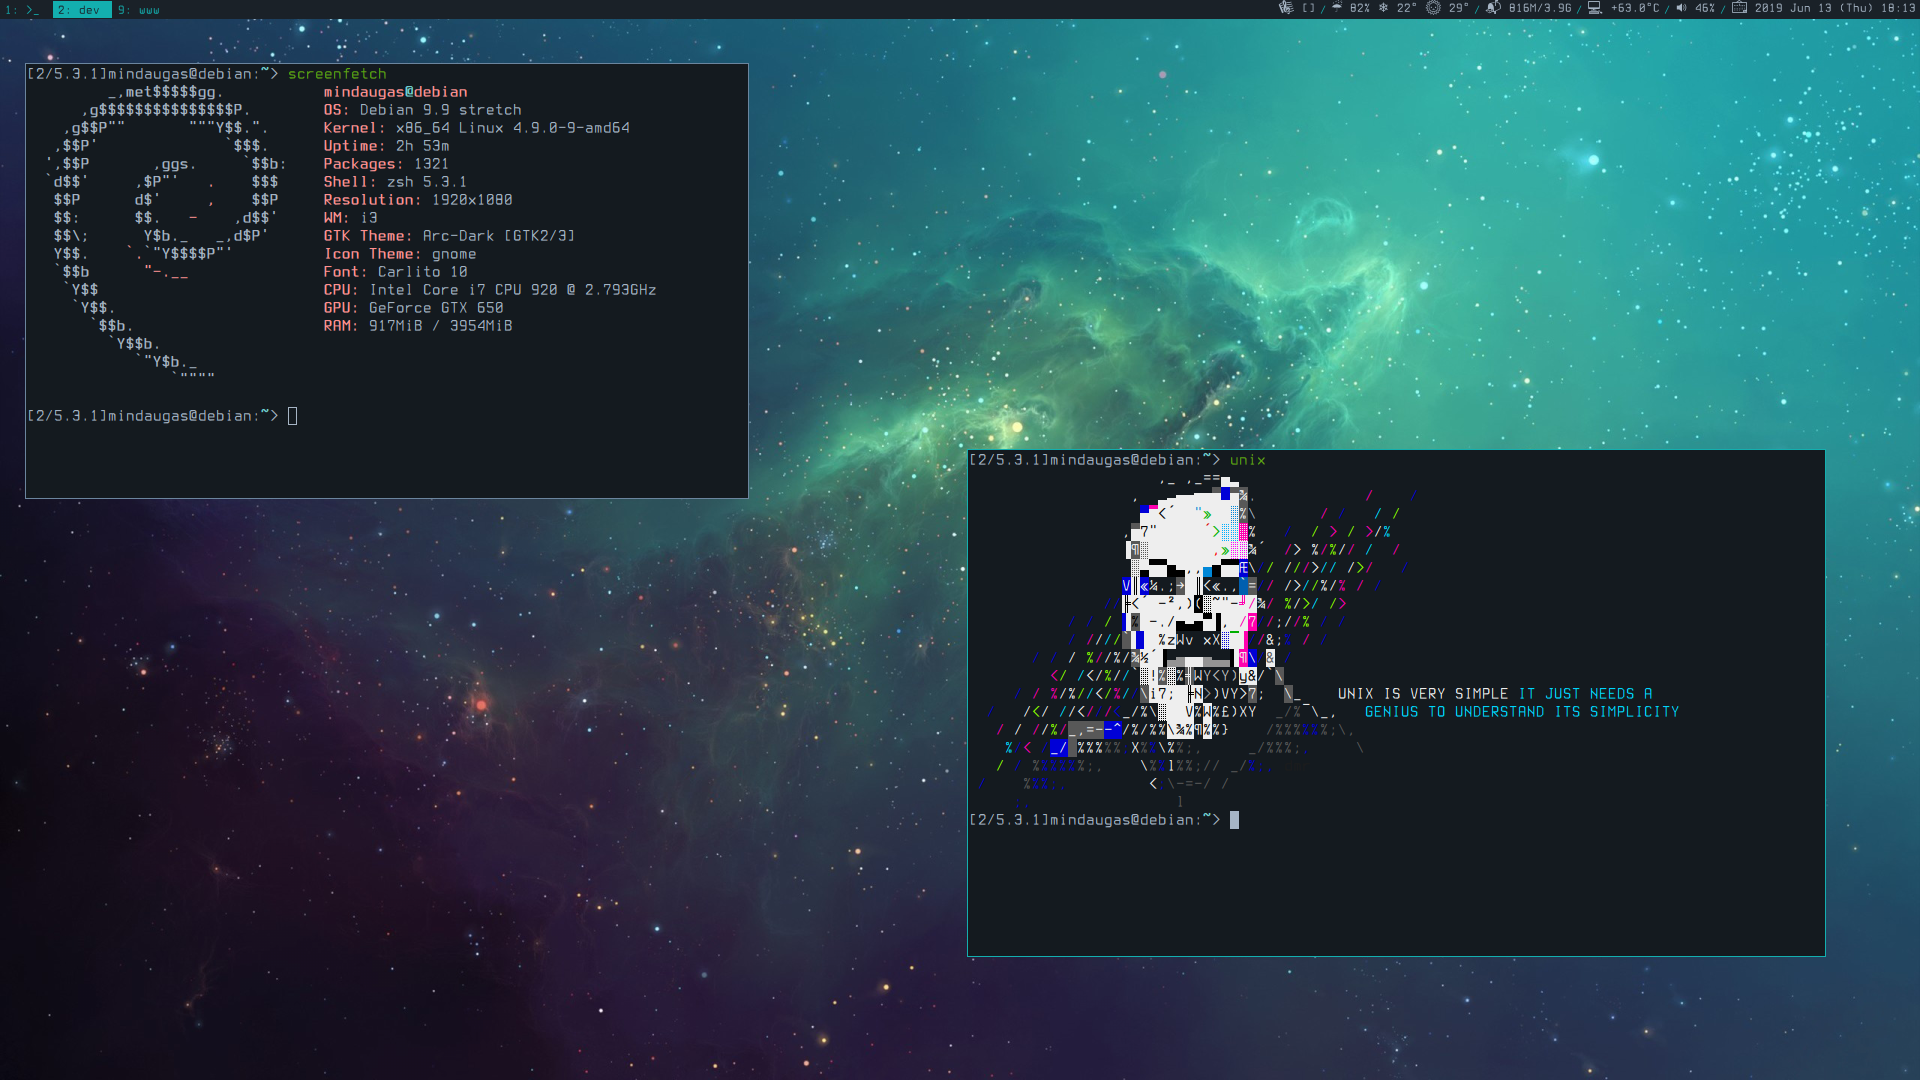 1: >_ 2: dev 9: www
[] / 82% 22° 29° / 816M/3.9G / +63.0°C / 46% / 2019 Jun 13 (Thu) 18:13
[2/5.3.1]mindaugas@debian:~> screenfetch
mindaugas@debian
OS: Debian 9.9 stretch
Kernel: x86_64 Linux 4.9.0-9-amd64
Uptime: 2h 53m
Packages: 1321
Shell: zsh 5.3.1
Resolution: 1920x1080
WM: i3
GTK Theme: Arc-Dark [GTK2/3]
Icon Theme: gnome
Font: Carlito 10
CPU: Intel Core i7 CPU 920 @ 2.793GHz
GPU: GeForce GTX 650
RAM: 917MiB / 3954MiB
[2/5.3.1]mindaugas@debian:~>
[2/5.3.1]mindaugas@debian:~> unix
UNIX IS VERY SIMPLE IT JUST NEEDS A
GENIUS TO UNDERSTAND ITS SIMPLICITY
[2/5.3.1]mindaugas@debian:~>